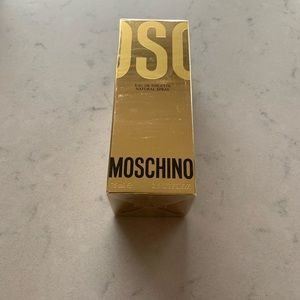 OSC
EAU DE TOILETTE
NATURAL SPRAY
MOSCHINO